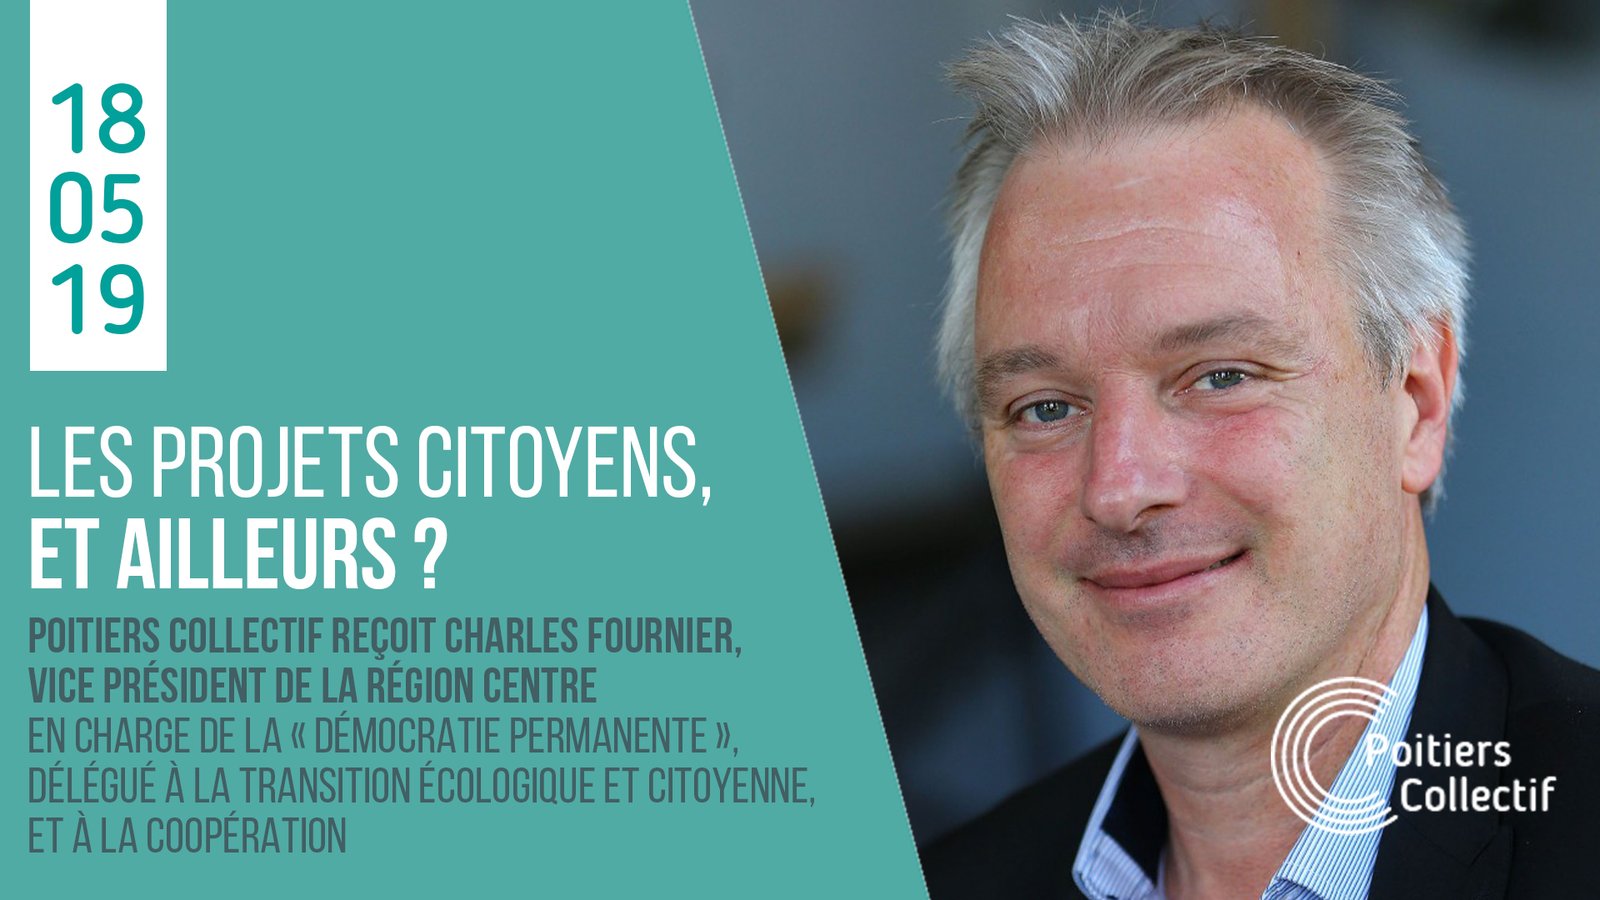 18
05
19
LES PROJETS CITOYENS,
ET AILLEURS ?
POITIERS COLLECTIF REÇOIT CHARLES FOURNIER,
VICE PRÉSIDENT DE LA RÉGION CENTRE
EN CHARGE DE LA « DÉMOCRATIE PERMANENTE »,
DÉLÉGUÉ À LA TRANSITION ÉCOLOGIQUE ET CITOYENNE,
ET À LA COOPÉRATION
Poitiers
Collectif